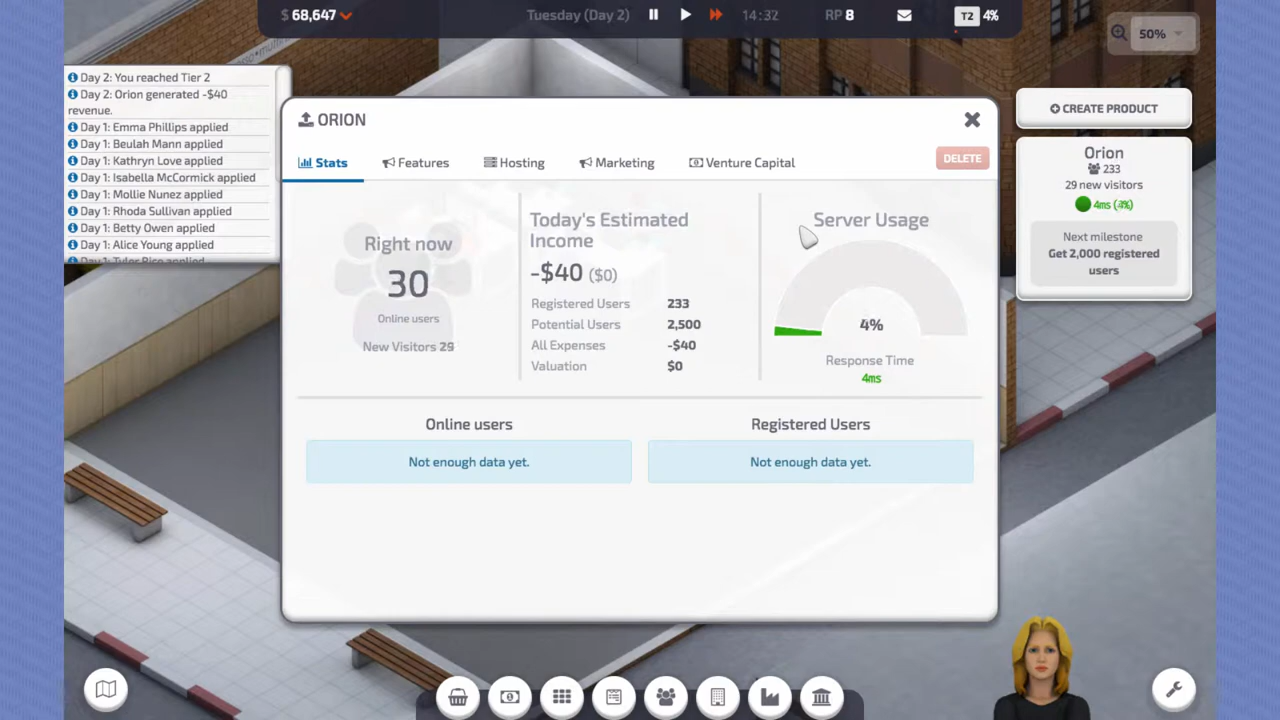 $ 68,647
Tuesday (Day 2)
14:32
RP 8
T2 4%
50%
Day 2: You reached Tier 2
Day 2: Orion generated -$40
revenue.
Day 1: Emma Phillips applied
Day 1: Beulah Mann applied
Day 1: Kathryn Love applied
Day 1: Isabella McCormick applied
Day 1: Mollie Nunez applied
Day 1: Rhoda Sullivan applied
Day 1: Betty Owen applied
Day 1: Alice Young applied
Day 1: Tyler Rice applied
ORION
Stats
Features
Hosting
Marketing
Venture Capital
DELETE
Right now
30
Online users
New Visitors 29
Today's Estimated
Income
-$40 ($0)
Registered Users 233
Potential Users 2,500
All Expenses -$40
Valuation $0
Server Usage
4%
Response Time
4ms
Online users
Not enough data yet.
Registered Users
Not enough data yet.
CREATE PRODUCT
Orion
233
29 new visitors
4ms (4%)
Next milestone
Get 2,000 registered
users